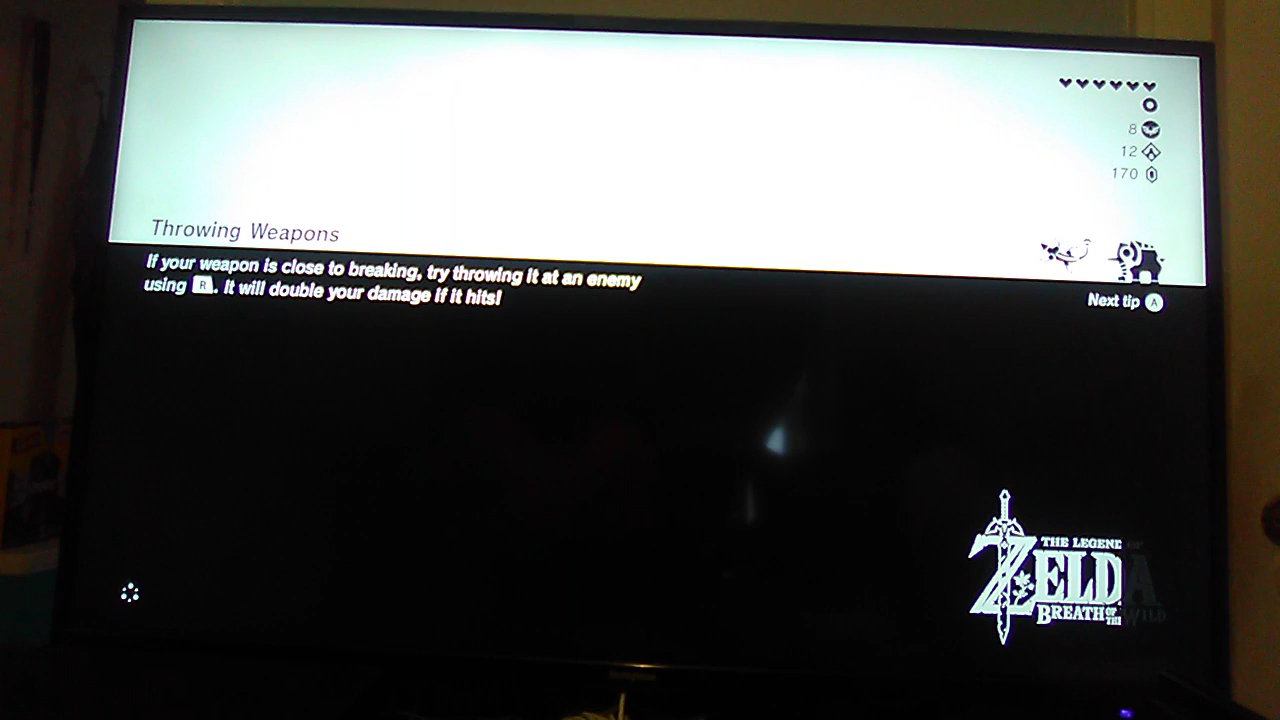 8
12
170
Throwing Weapons
If your weapon is close to breaking, try throwing it at an enemy
using R. It will double your damage if it hits!
Next tip A
THE LEGEND OF
ZELDA
BREATH OF THE WILD